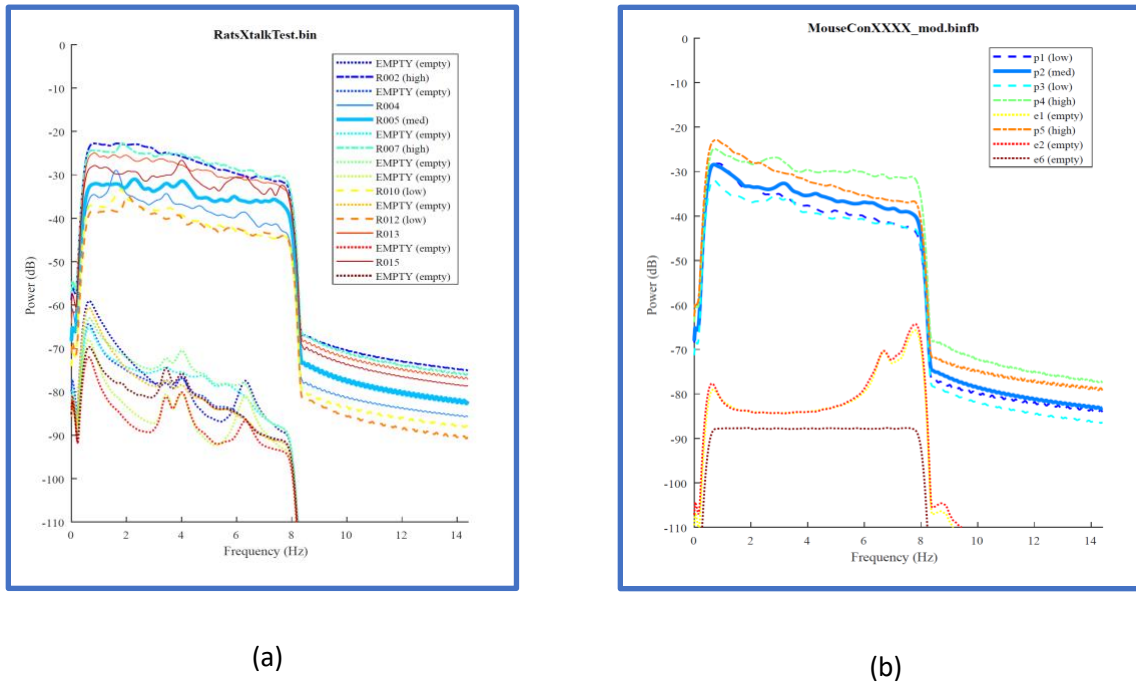 RatsXtalkTest.bin
0
-10
-20
-30
-40
-50
-60
-70
-80
-90
-100
-110
Power (dB)
0 2 4 6 8 10 12 14
Frequency (Hz)
EMPTY (empty)
R002 (high)
EMPTY (empty)
R004
R005 (med)
EMPTY (empty)
R007 (high)
EMPTY (empty)
EMPTY (empty)
R010 (low)
EMPTY (empty)
R012 (low)
R013
EMPTY (empty)
R015
EMPTY (empty)
(a)
MouseConXXXX_mod.binfb
0
-10
-20
-30
-40
-50
-60
-70
-80
-90
-100
-110
Power (dB)
0 2 4 6 8 10 12 14
Frequency (Hz)
p1 (low)
p2 (med)
p3 (low)
p4 (high)
e1 (empty)
p5 (high)
e2 (empty)
e6 (empty)
(b)